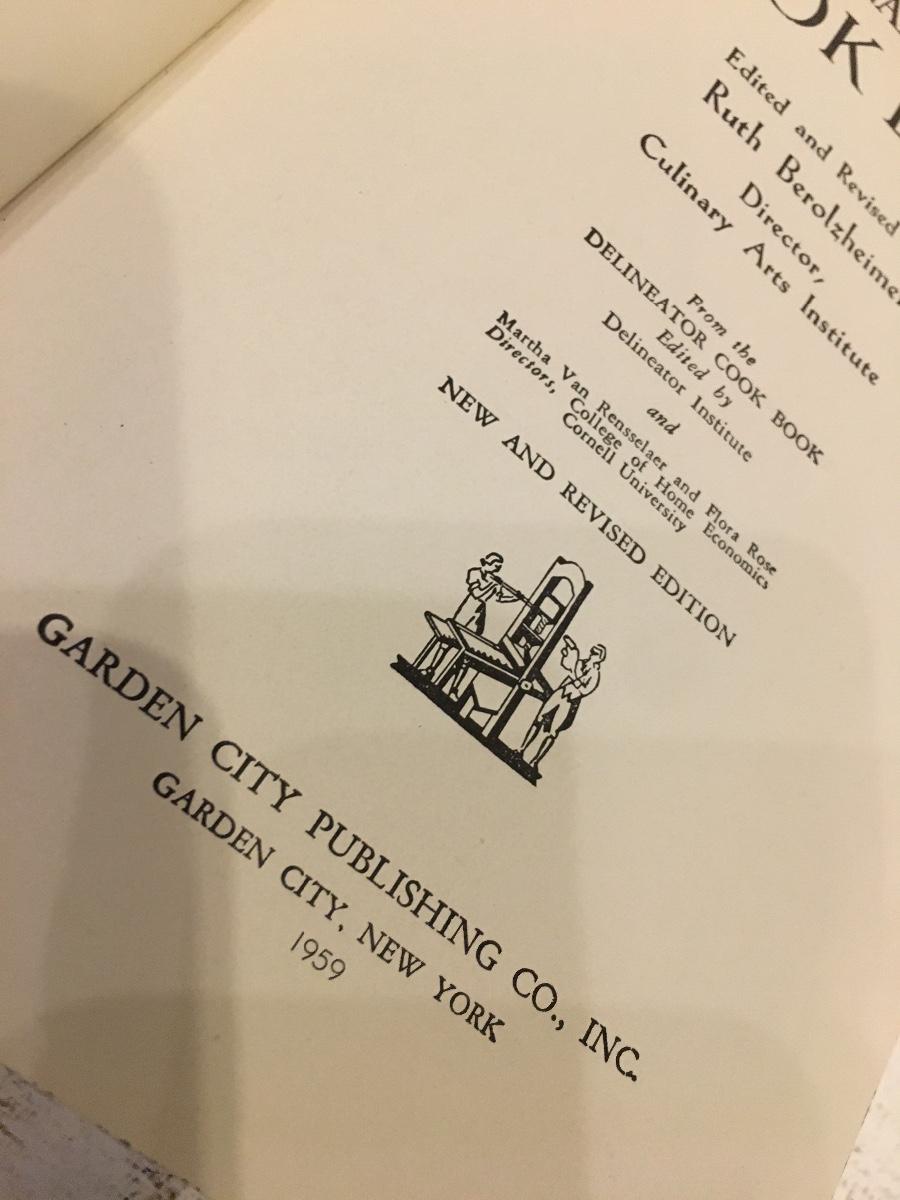 OK
Edited and Revised
Ruth Berolzheimer
Director,
Culinary Arts Institute
From the
DELINEATOR COOK BOOK
Edited by
Delineator Institute
and
Martha Van Rensselaer and Flora Rose
Directors, College of Home Economics
Cornell University
NEW AND REVISED EDITION
GARDEN CITY PUBLISHING CO., INC.
GARDEN CITY, NEW YORK
1959